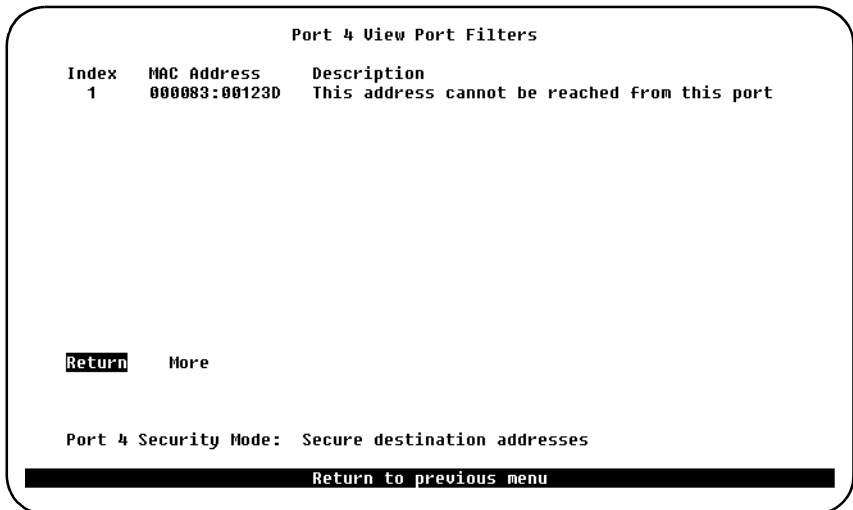 Port 4 View Port Filters
Index MAC Address Description
1 000083:00123D This address cannot be reached from this port
Return More
Port 4 Security Mode: Secure destination addresses
Return to previous menu